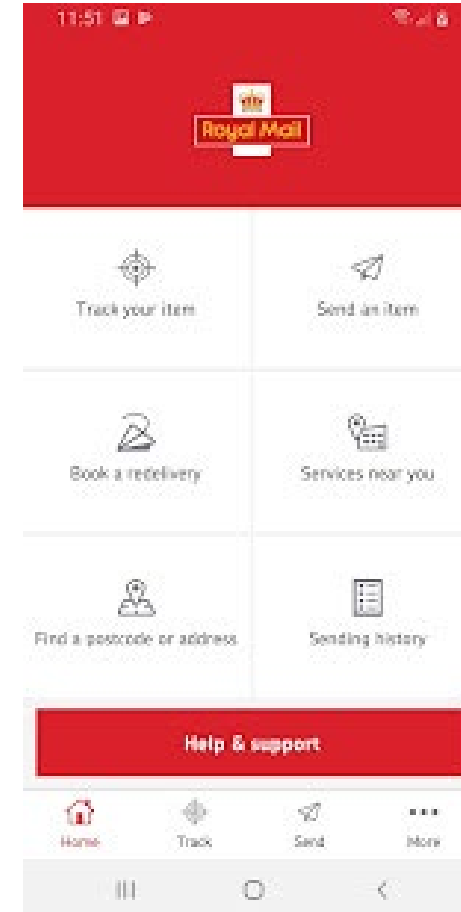 11:51
Royal Mail
Track your item
Send an item
Book a redelivery
Services near you
Find a postcode or address
Sending history
Help & support
Home
Track
Send
More